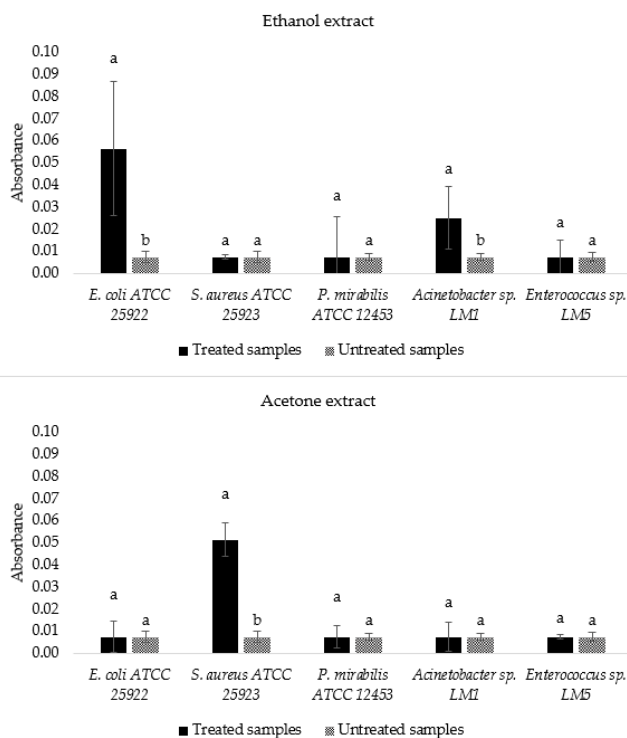 Ethanol extract
0.10
0.09
0.08
0.07
0.06
0.05
0.04
0.03
0.02
0.01
0.00
Absorbance
a
b
a
a
a
a
a
b
a
a
E. coli ATCC
25922
S. aureus ATCC
25923
P. mirabilis
ATCC 12453
Acinetobacter sp.
LM1
Enterococcus sp.
LM5
Treated samples
Untreated samples
Acetone extract
0.10
0.09
0.08
0.07
0.06
0.05
0.04
0.03
0.02
0.01
0.00
Absorbance
a
a
a
b
a
a
a
a
a
a
E. coli ATCC
25922
S. aureus ATCC
25923
P. mirabilis
ATCC 12453
Acinetobacter sp.
LM1
Enterococcus sp.
LM5
Treated samples
Untreated samples